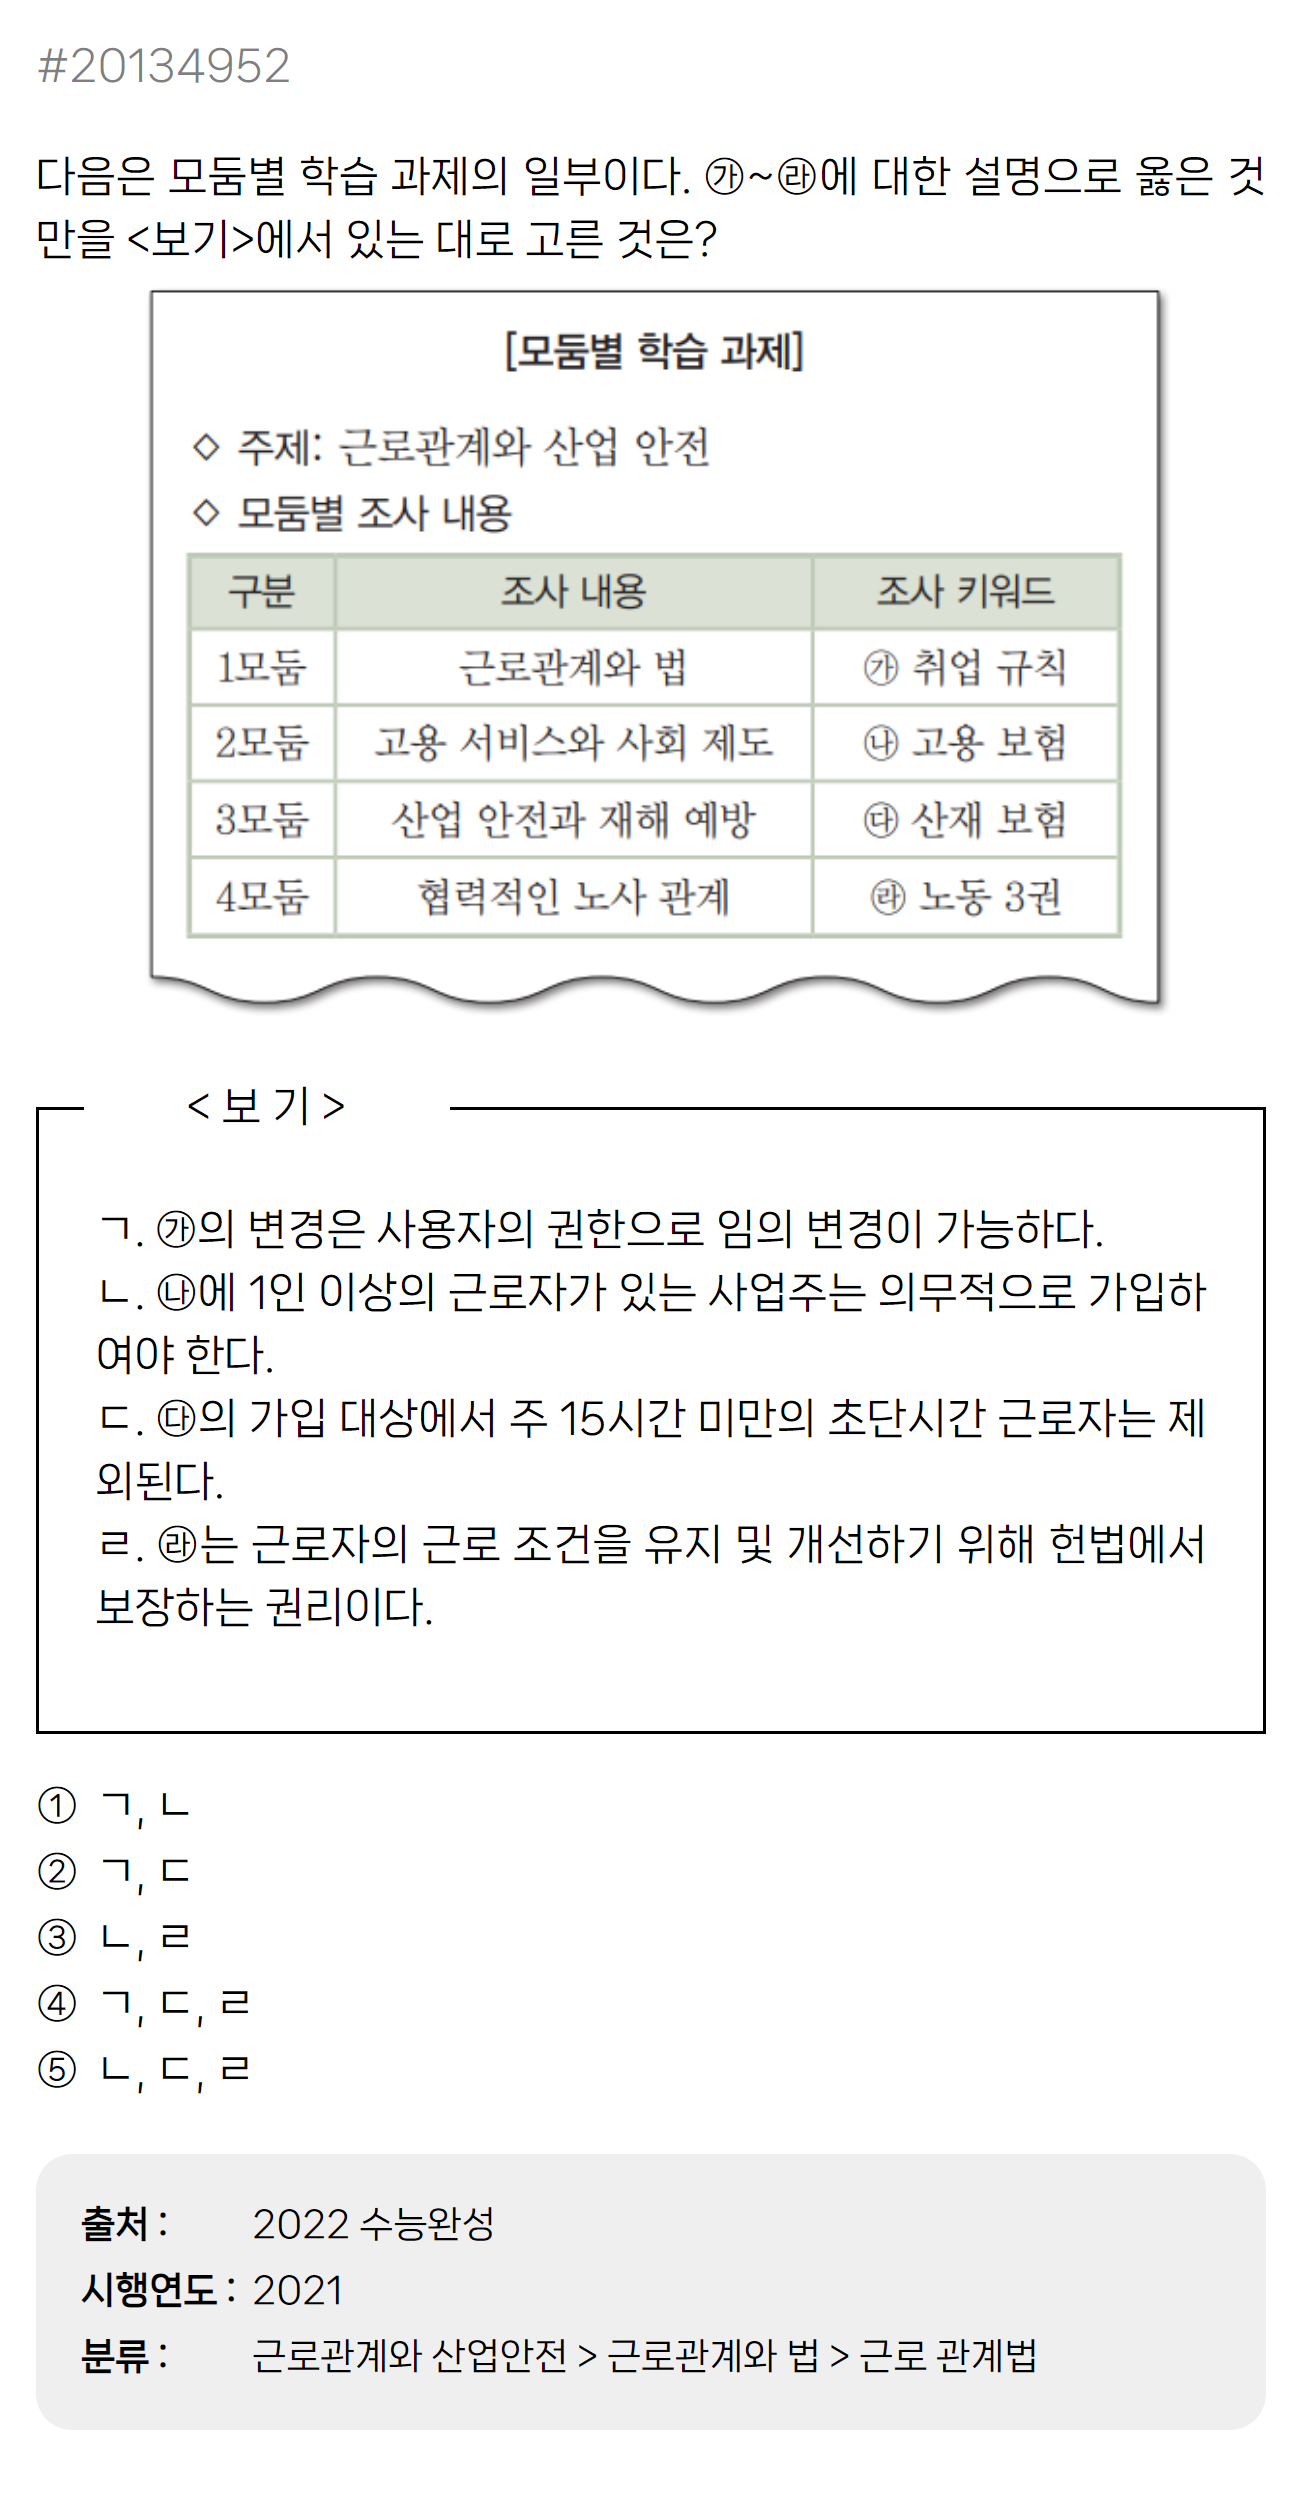 #20134952
다음은 모둠별 학습 과제의 일부이다. ㉮~㉱에 대한 설명으로 옳은 것
만을 <보기>에서 있는 대로 고른 것은?
[모둠별 학습 과제]
◇ 주제: 근로관계와 산업 안전
◇ 모둠별 조사 내용
구분 조사 내용 조사 키워드
1모둠 근로관계와 법 ㉮ 취업 규칙
2모둠 고용 서비스와 사회 제도 ㉯ 고용 보험
3모둠 산업 안전과 재해 예방 ㉰ 산재 보험
4모둠 협력적인 노사 관계 ㉱ 노동 3권
< 보 기 >
ㄱ. ㉮의 변경은 사용자의 권한으로 임의 변경이 가능하다.
ㄴ. ㉯에 1인 이상의 근로자가 있는 사업주는 의무적으로 가입하
여야 한다.
ㄷ. ㉰의 가입 대상에서 주 15시간 미만의 초단시간 근로자는 제
외된다.
ㄹ. ㉱는 근로자의 근로 조건을 유지 및 개선하기 위해 헌법에서
보장하는 권리이다.
① ㄱ, ㄴ
② ㄱ, ㄷ
③ ㄴ, ㄹ
④ ㄱ, ㄷ, ㄹ
⑤ ㄴ, ㄷ, ㄹ
출처 : 2022 수능완성
시행연도 : 2021
분류 : 근로관계와 산업안전 > 근로관계와 법 > 근로 관계법